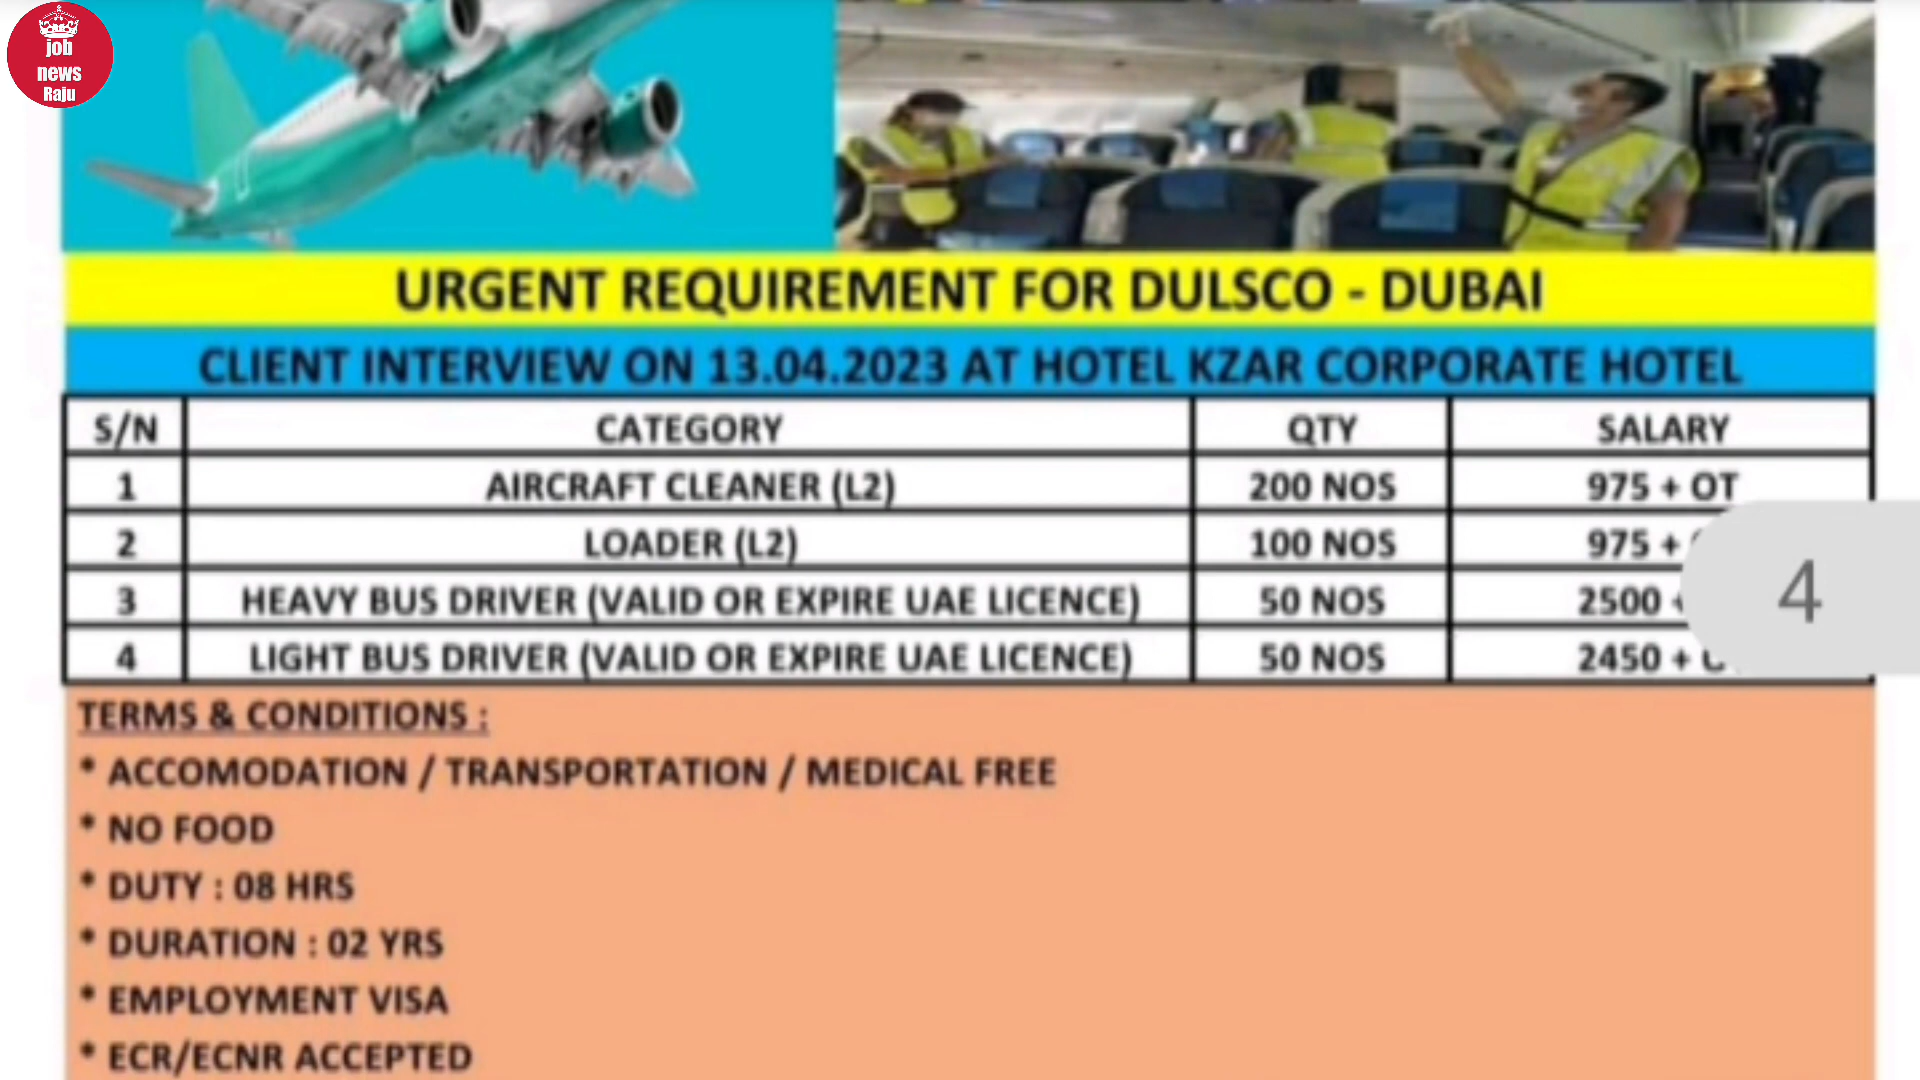 job
news
Raju
URGENT REQUIREMENT FOR DULSCO - DUBAI
CLIENT INTERVIEW ON 13.04.2023 AT HOTEL KZAR CORPORATE HOTEL
S/N CATEGORY QTY SALARY
1 AIRCRAFT CLEANER (L2) 200 NOS 975 + OT
2 LOADER (L2) 100 NOS 975 +
3 HEAVY BUS DRIVER (VALID OR EXPIRE UAE LICENCE) 50 NOS 2500
4 LIGHT BUS DRIVER (VALID OR EXPIRE UAE LICENCE) 50 NOS 2450 +
4
TERMS & CONDITIONS :
* ACCOMODATION / TRANSPORTATION / MEDICAL FREE
* NO FOOD
* DUTY : 08 HRS
* DURATION : 02 YRS
* EMPLOYMENT VISA
* ECR/ECNR ACCEPTED